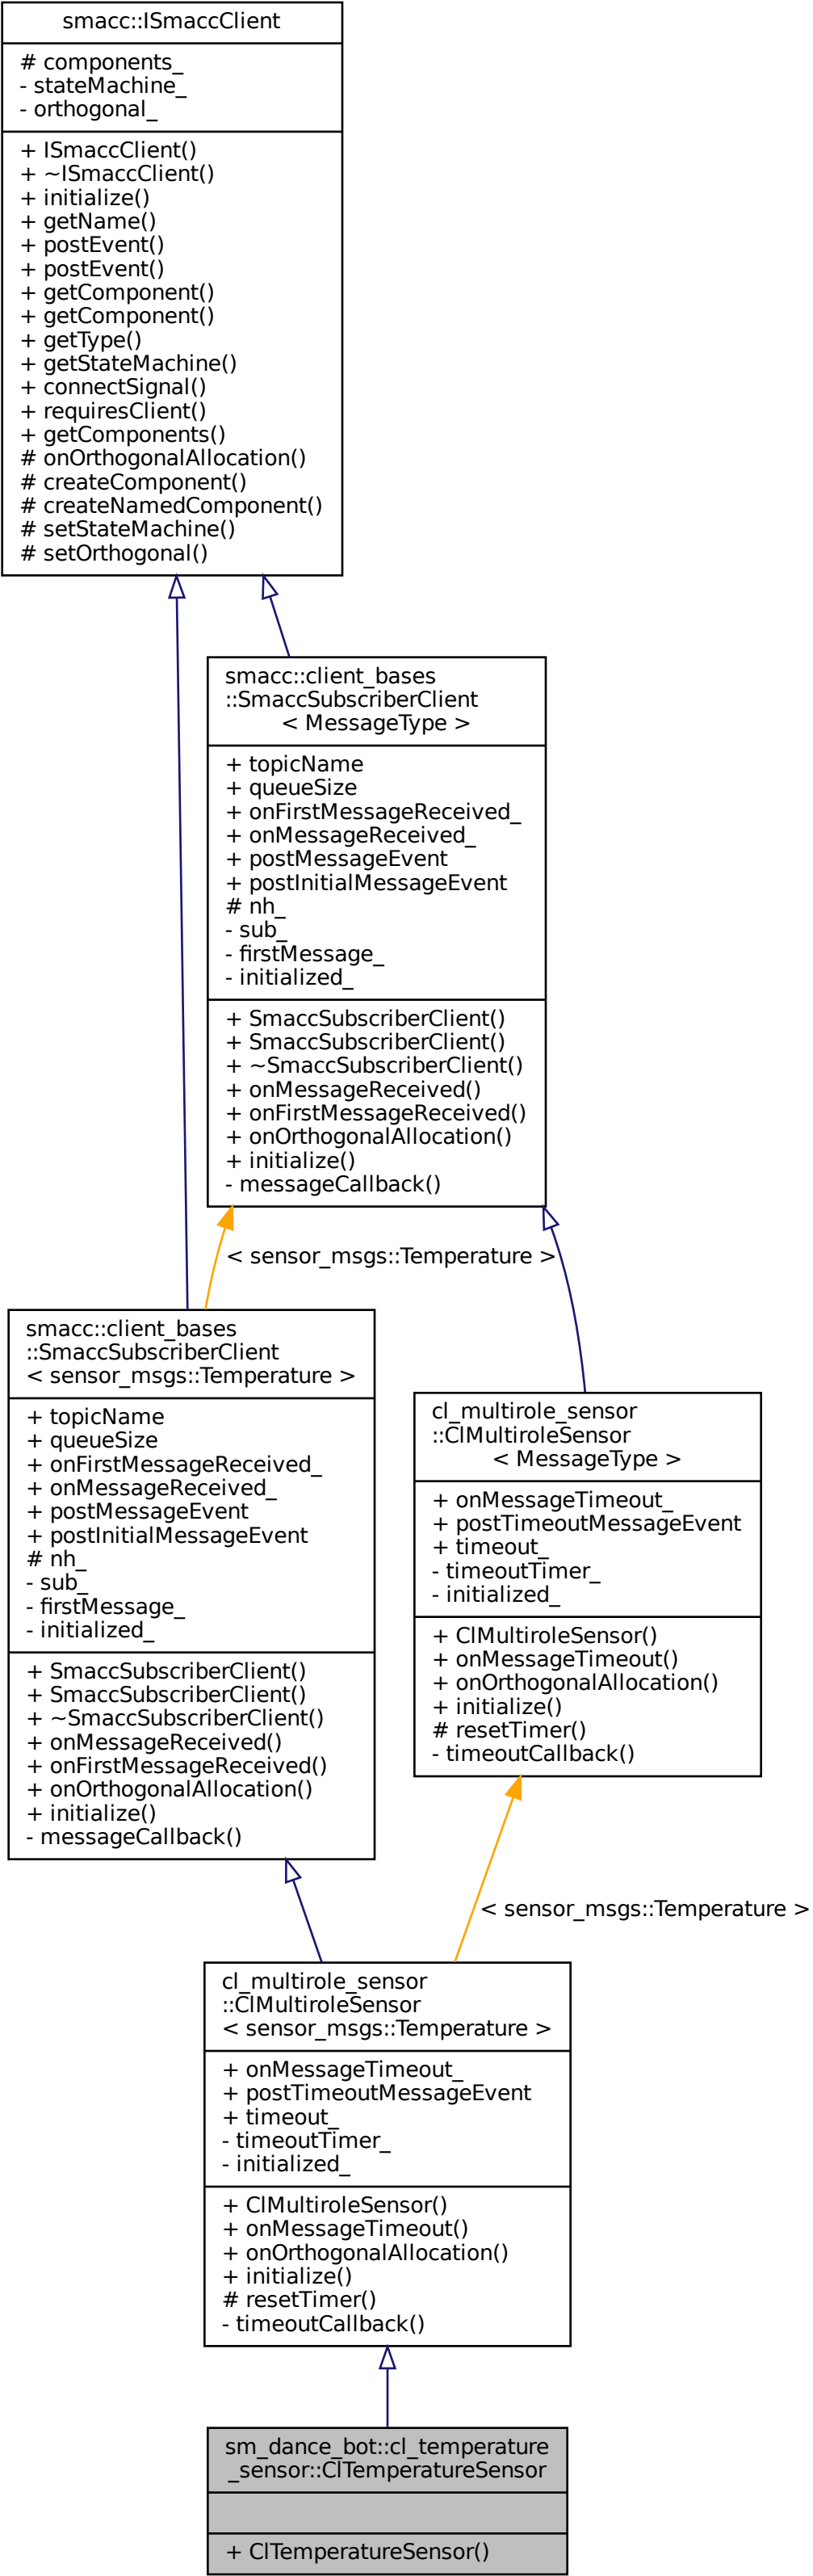 smacc::ISmaccClient
# components_
- stateMachine_
- orthogonal_
+ ISmaccClient()
+ ~ISmaccClient()
+ initialize()
+ getName()
+ postEvent()
+ postEvent()
+ getComponent()
+ getComponent()
+ getType()
+ getStateMachine()
+ connectSignal()
+ requiresClient()
+ getComponents()
# onOrthogonalAllocation()
# createComponent()
# createNamedComponent()
# setStateMachine()
# setOrthogonal()
smacc::client_bases
::SmaccSubscriberClient
< MessageType >
+ topicName
+ queueSize
+ onFirstMessageReceived_
+ onMessageReceived_
+ postMessageEvent
+ postInitialMessageEvent
# nh_
- sub_
- firstMessage_
- initialized_
+ SmaccSubscriberClient()
+ SmaccSubscriberClient()
+ ~SmaccSubscriberClient()
+ onMessageReceived()
+ onFirstMessageReceived()
+ onOrthogonalAllocation()
+ initialize()
- messageCallback()
< sensor_msgs::Temperature >
smacc::client_bases
::SmaccSubscriberClient
< sensor_msgs::Temperature >
+ topicName
+ queueSize
+ onFirstMessageReceived_
+ onMessageReceived_
+ postMessageEvent
+ postInitialMessageEvent
# nh_
- sub_
- firstMessage_
- initialized_
+ SmaccSubscriberClient()
+ SmaccSubscriberClient()
+ ~SmaccSubscriberClient()
+ onMessageReceived()
+ onFirstMessageReceived()
+ onOrthogonalAllocation()
+ initialize()
- messageCallback()
cl_multirole_sensor
::ClMultiroleSensor
< MessageType >
+ onMessageTimeout_
+ postTimeoutMessageEvent
+ timeout_
- timeoutTimer_
- initialized_
+ ClMultiroleSensor()
+ onMessageTimeout()
+ onOrthogonalAllocation()
+ initialize()
# resetTimer()
- timeoutCallback()
< sensor_msgs::Temperature >
cl_multirole_sensor
::ClMultiroleSensor
< sensor_msgs::Temperature >
+ onMessageTimeout_
+ postTimeoutMessageEvent
+ timeout_
- timeoutTimer_
- initialized_
+ ClMultiroleSensor()
+ onMessageTimeout()
+ onOrthogonalAllocation()
+ initialize()
# resetTimer()
- timeoutCallback()
sm_dance_bot::cl_temperature
_sensor::ClTemperatureSensor
+ ClTemperatureSensor()